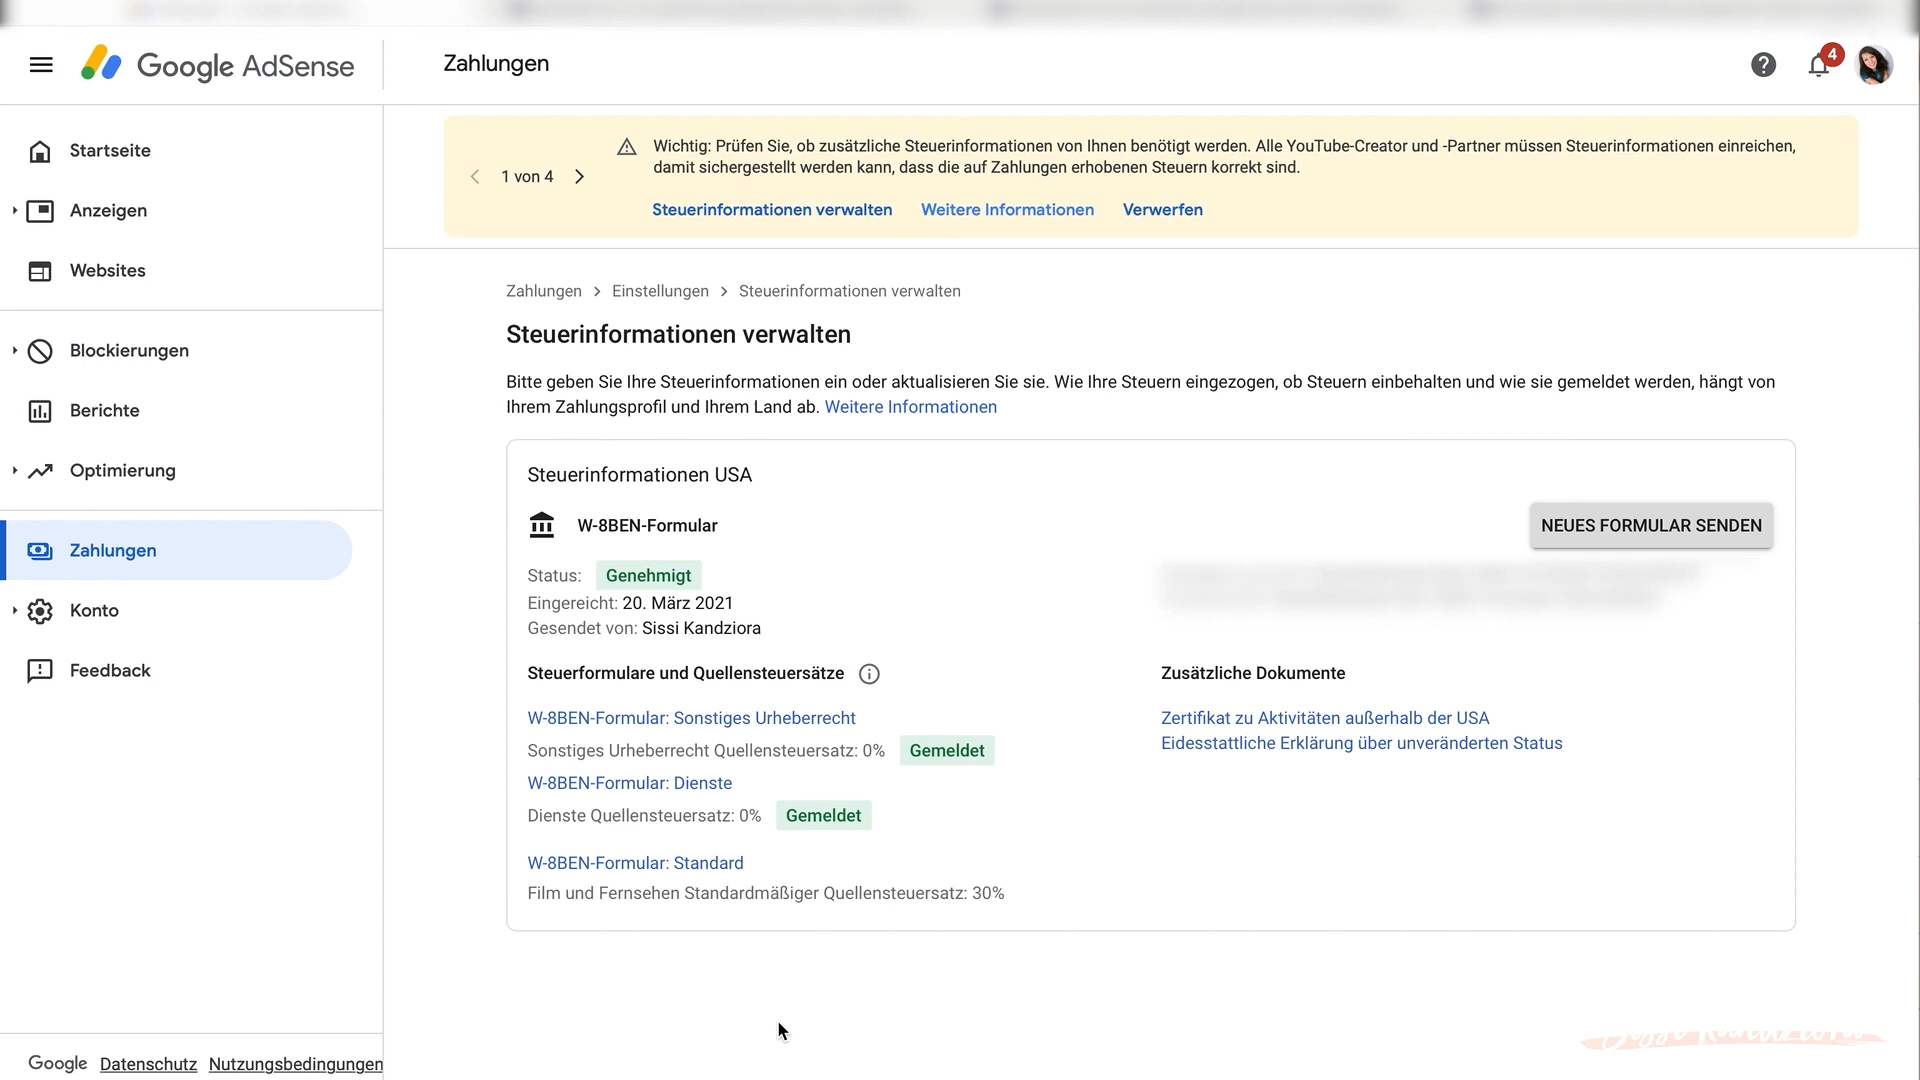 Google AdSense
Zahlungen
4
Startseite
Anzeigen
Websites
Blockierungen
Berichte
Optimierung
Zahlungen
Konto
Feedback
Google Datenschutz Nutzungsbedingungen
1 von 4
Wichtig: Prüfen Sie, ob zusätzliche Steuerinformationen von Ihnen benötigt werden. Alle YouTube-Creator und -Partner müssen Steuerinformationen einreichen,
damit sichergestellt werden kann, dass die auf Zahlungen erhobenen Steuern korrekt sind.
Steuerinformationen verwalten Weitere Informationen Verwerfen
Zahlungen > Einstellungen > Steuerinformationen verwalten
Steuerinformationen verwalten
Bitte geben Sie Ihre Steuerinformationen ein oder aktualisieren Sie sie. Wie Ihre Steuern eingezogen, ob Steuern einbehalten und wie sie gemeldet werden, hängt von
Ihrem Zahlungsprofil und Ihrem Land ab. Weitere Informationen
Steuerinformationen USA
W-8BEN-Formular
NEUES FORMULAR SENDEN
Status: Genehmigt
Eingereicht: 20. März 2021
Gesendet von: Sissi Kandziora
Steuerformulare und Quellensteuersätze
W-8BEN-Formular: Sonstiges Urheberrecht
Sonstiges Urheberrecht Quellensteuersatz: 0% Gemeldet
W-8BEN-Formular: Dienste
Dienste Quellensteuersatz: 0% Gemeldet
W-8BEN-Formular: Standard
Film und Fernsehen Standardmäßiger Quellensteuersatz: 30%
Zusätzliche Dokumente
Zertifikat zu Aktivitäten außerhalb der USA
Eidesstattliche Erklärung über unveränderten Status